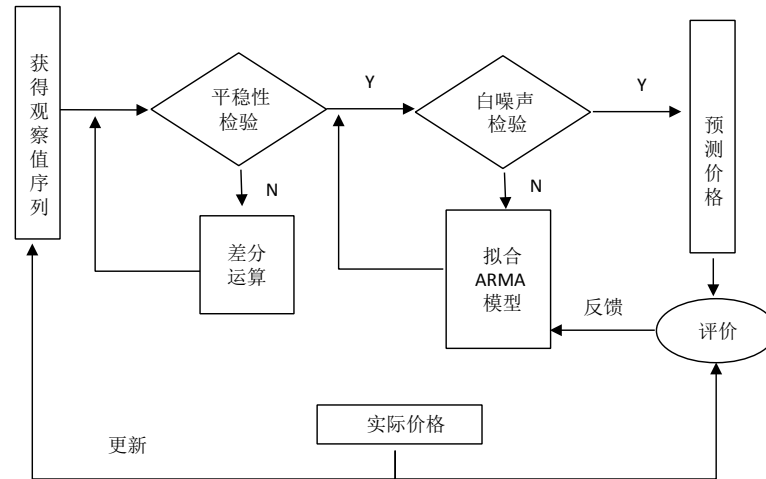 获得观察值序列
平稳性
检验
Y
白噪声
检验
Y
预测价格
N
N
差分
运算
拟合
ARMA
模型
反馈
评价
实际价格
更新